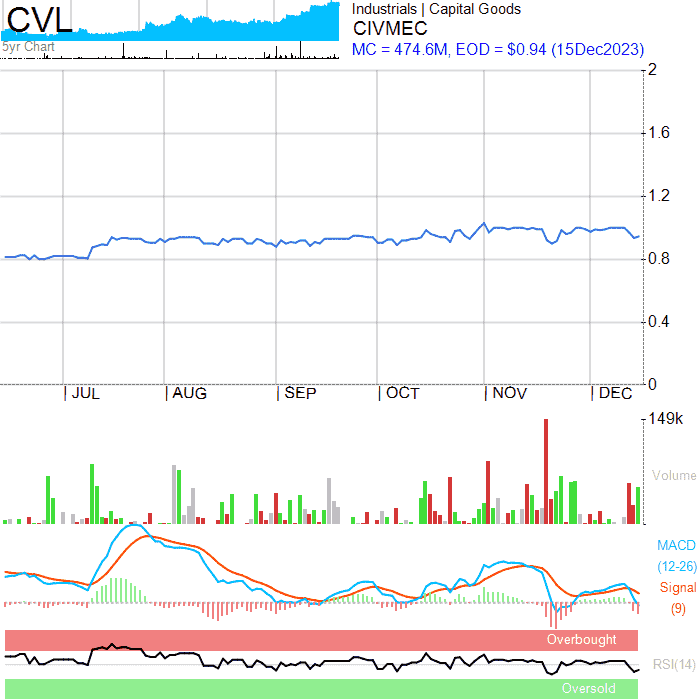 CVL
5yr Chart
Industrials | Capital Goods
CIVMEC
MC = 474.6M, EOD = $0.94 (15Dec2023)
2
1.6
1.2
0.8
0.4
0
| JUL | AUG | SEP | OCT | NOV | DEC
149k
Volume
MACD
(12-26)
Signal
(9)
Overbought
RSI(14)
Oversold